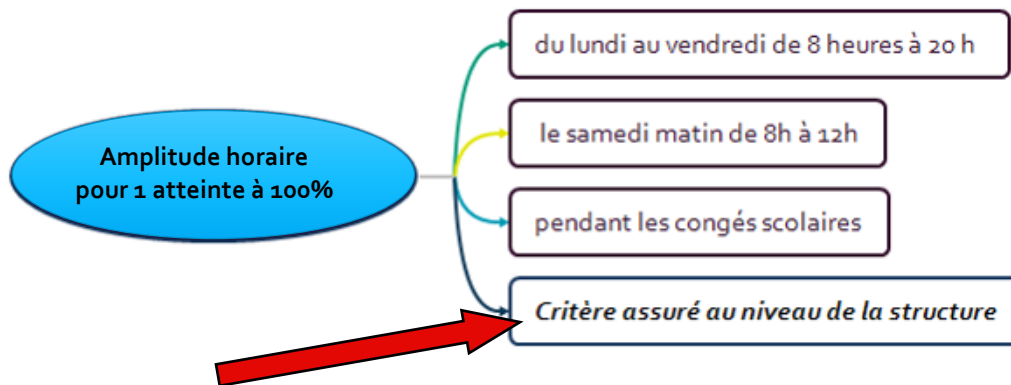 du lundi au vendredi de 8 heures à 20 h
Amplitude horaire
pour 1 atteinte à 100%
le samedi matin de 8h à 12h
pendant les congés scolaires
Critère assuré au niveau de la structure